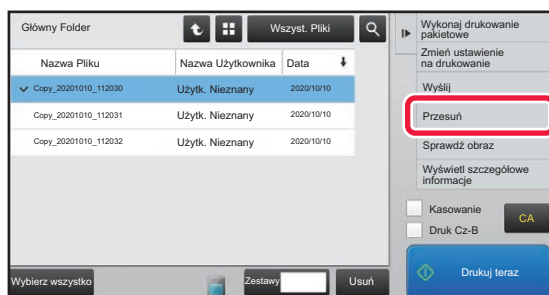 Główny Folder
Wszyst. Pliki
Nazwa Pliku Nazwa Użytkownika Data
Copy_20201010_112030 Użytk. Nieznany 2020/10/10
Copy_20201010_112031 Użytk. Nieznany 2020/10/10
Copy_20201010_112032 Użytk. Nieznany 2020/10/10
Wybierz wszystko
Zestawy
Usuń
Wykonaj drukowanie
pakietowe
Zmień ustawienie
na drukowanie
Wyślij
Przesuń
Sprawdź obraz
Wyświetl szczegółowe
informacje
Kasowanie
Druk Cz-B
CA
Drukuj teraz